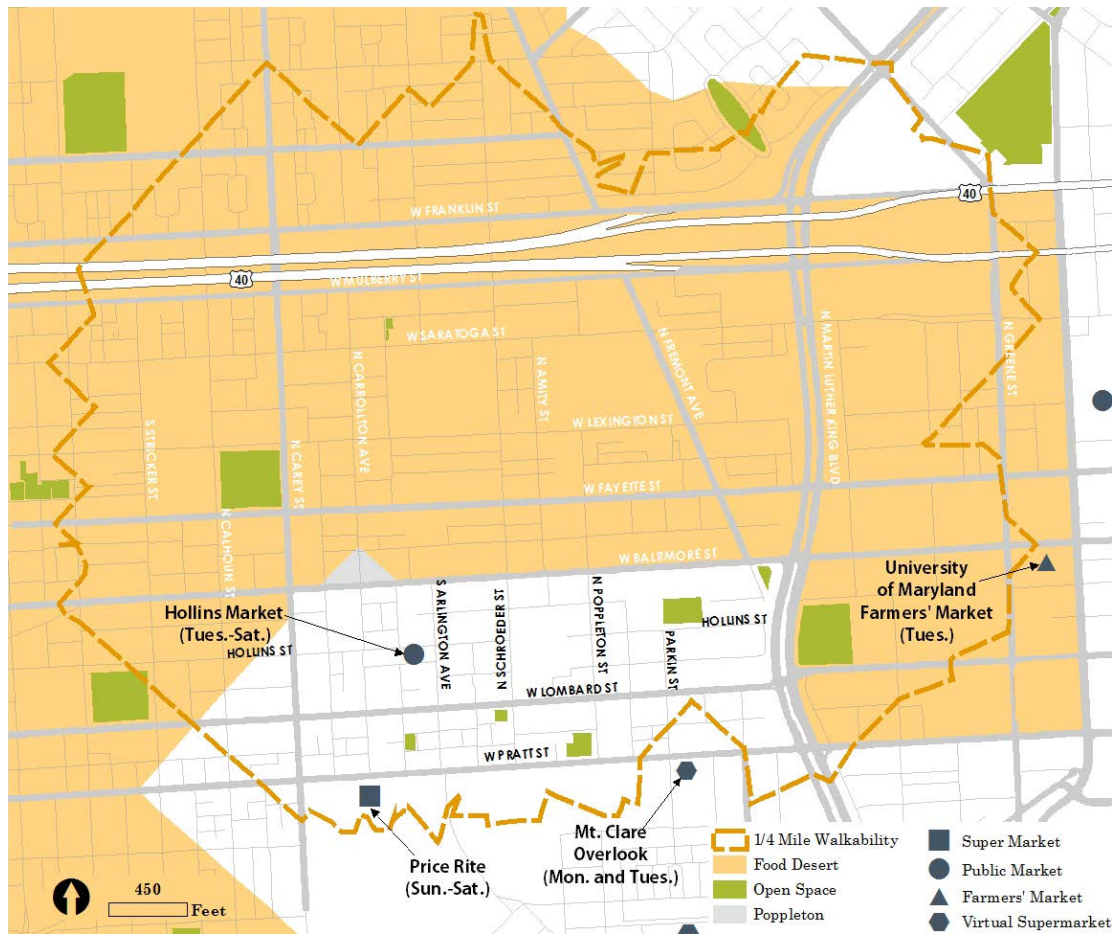 40
W FRANKLIN ST
40
W MULBERRY ST
W SARATOGA ST
N CARROLLTON AVE
N AMITY ST
N FREMONT AVE
N MARTIN LUTHER KING BLVD
N GREENE ST
W LEXINGTON ST
S STRICKER ST
N CAREY ST
N CALHOUN ST
W FAYETTE ST
W BALTIMORE ST
University
of Maryland
Farmers' Market
(Tues.)
Hollins Market
(Tues.-Sat.)
HOLLINS ST
S ARLINGTON AVE
N SCHROEDER ST
N POPPLETON ST
PARKIN ST
HOLLINS ST
W LOMBARD ST
W PRATT ST
Price Rite
(Sun.-Sat.)
Mt. Clare
Overlook
(Mon. and Tues.)
450
Feet
1/4 Mile Walkability
Food Desert
Open Space
Poppleton
Super Market
Public Market
Farmers' Market
Virtual Supermarket